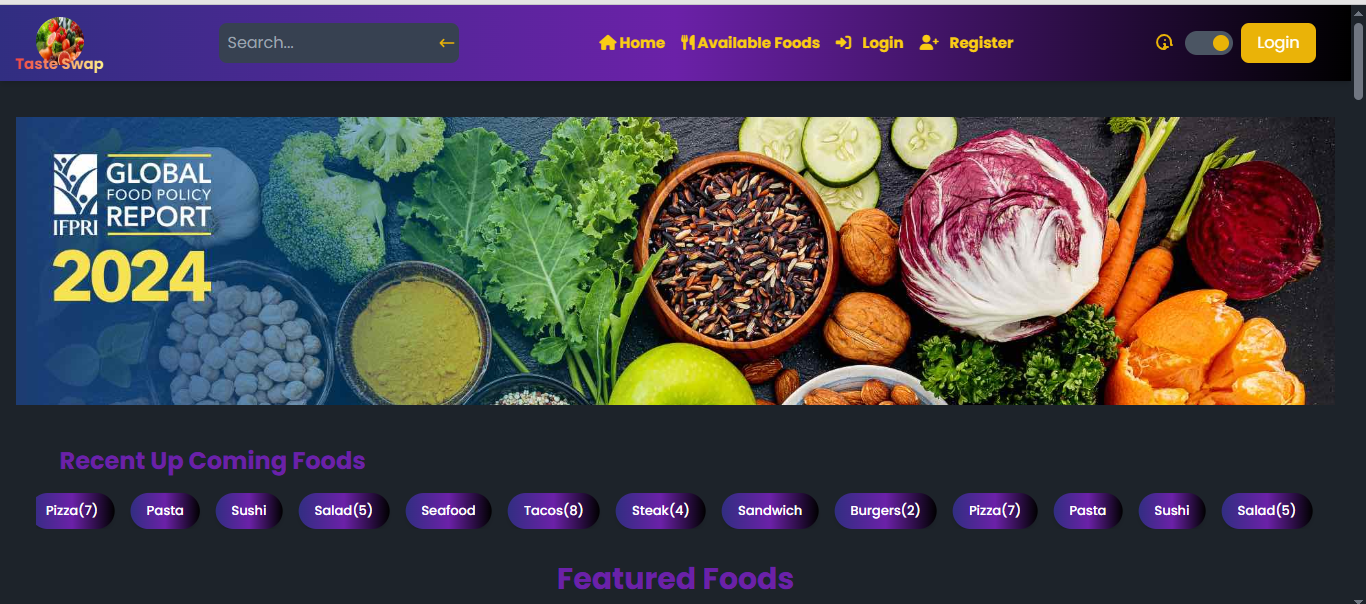 Taste Swap
Search...
Home
Available Foods
Login
Register
Login
IFPRI
GLOBAL
FOOD POLICY
REPORT
2024
Recent Up Coming Foods
Pizza(7) Pasta Sushi Salad(5) Seafood Tacos(8) Steak(4) Sandwich Burgers(2) Pizza(7) Pasta Sushi Salad(5)
Featured Foods